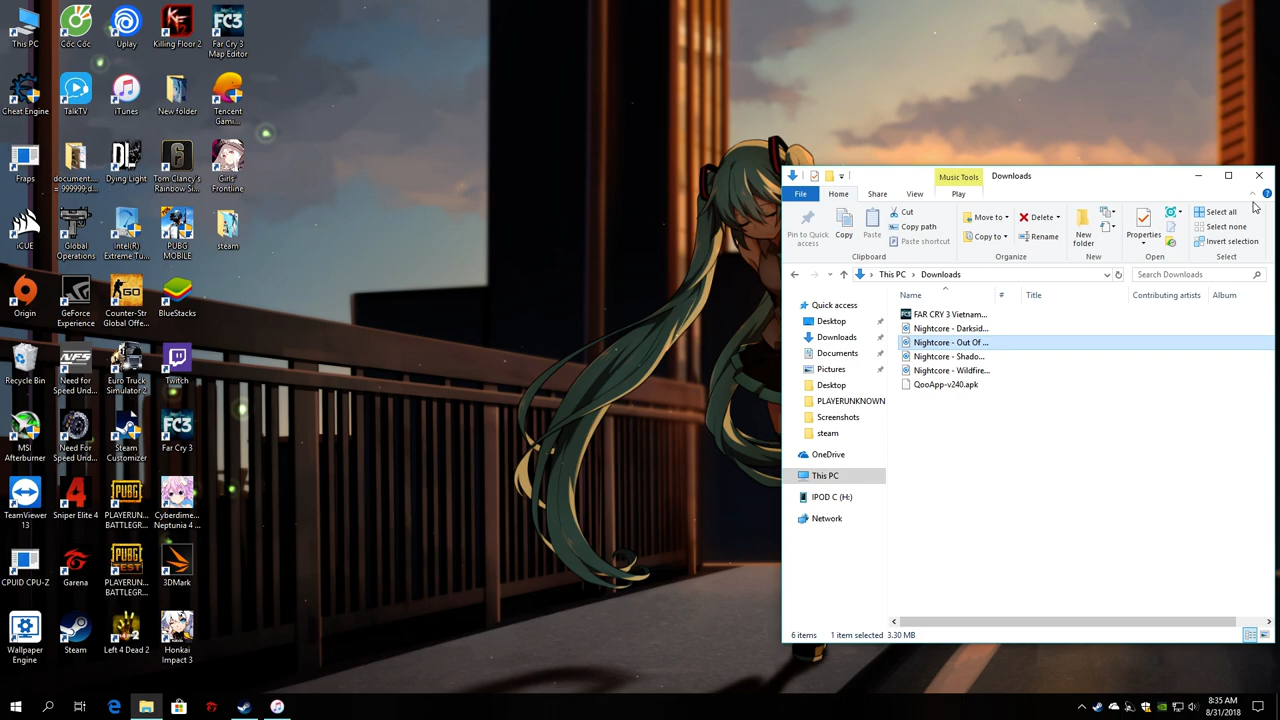 This PC
Cốc Cốc
Uplay
Killing Floor 2
Far Cry 3
Map Editor
Cheat Engine
TalkTV
iTunes
New folder
Tencent
Gami...
Fraps
document....
= 999999;d...
Dying Light
Tom Clancy's
Rainbow Si...
Girls'
Frontline
iCUE
Global
Operations
Intel(R)
Extreme Tu...
PUBG
MOBILE
steam
Origin
GeForce
Experience
Counter-Str
Global Offe...
BlueStacks
Recycle Bin
Need for
Speed Und...
Euro Truck
Simulator 2
Twitch
MSI
Afterburner
Need For
Speed Und...
Steam
Customizer
Far Cry 3
TeamViewer
13
Sniper Elite 4
PLAYERUN...
BATTLEGR...
Cyberdime...
Neptunia 4 ...
CPUID CPU-Z
Garena
PLAYERUN...
BATTLEGR...
3DMark
Wallpaper
Engine
Steam
Left 4 Dead 2
Honkai
Impact 3
Music Tools
Downloads
File
Home
Share
View
Play
Pin to Quick
access
Copy
Paste
Cut
Copy path
Paste shortcut
Clipboard
Move to
Copy to
Delete
Rename
Organize
New
folder
New
Properties
Open
Select all
Select none
Invert selection
Select
This PC
Downloads
Search Downloads
Name
#
Title
Contributing artists
Album
Quick access
Desktop
Downloads
Documents
Pictures
Desktop
PLAYERUNKNOWN
Screenshots
steam
OneDrive
This PC
IPOD C (H:)
Network
FAR CRY 3 Vietnam...
Nightcore - Darksid...
Nightcore - Out Of ...
Nightcore - Shado...
Nightcore - Wildfire...
QooApp-v240.apk
6 items
1 item selected 3.30 MB
8:35 AM
8/31/2018